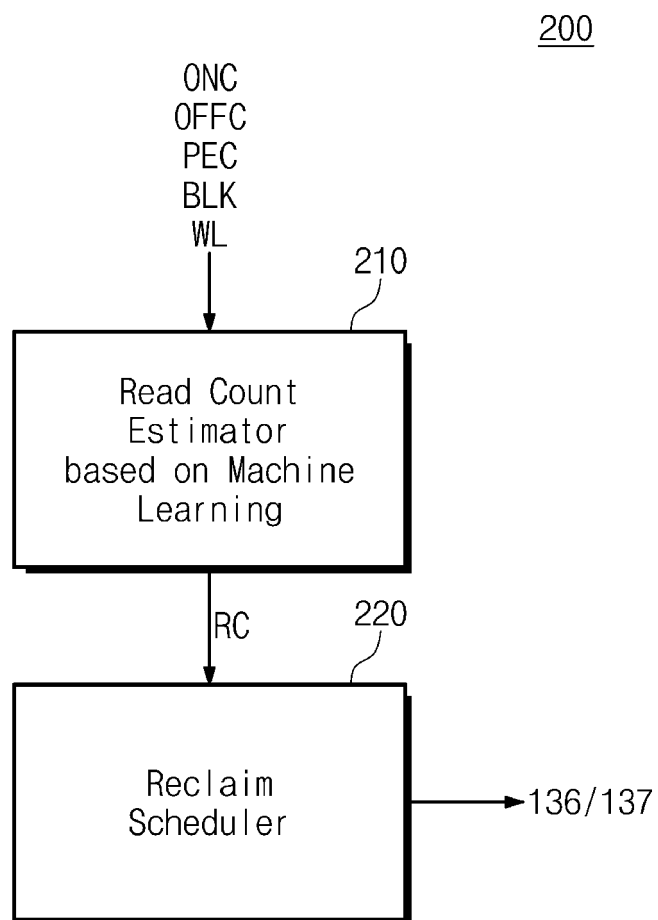 200
ONC
OFFC
PEC
BLK
WL
210
Read Count
Estimator
based on Machine
Learning
RC
220
Reclaim
Scheduler
136/137